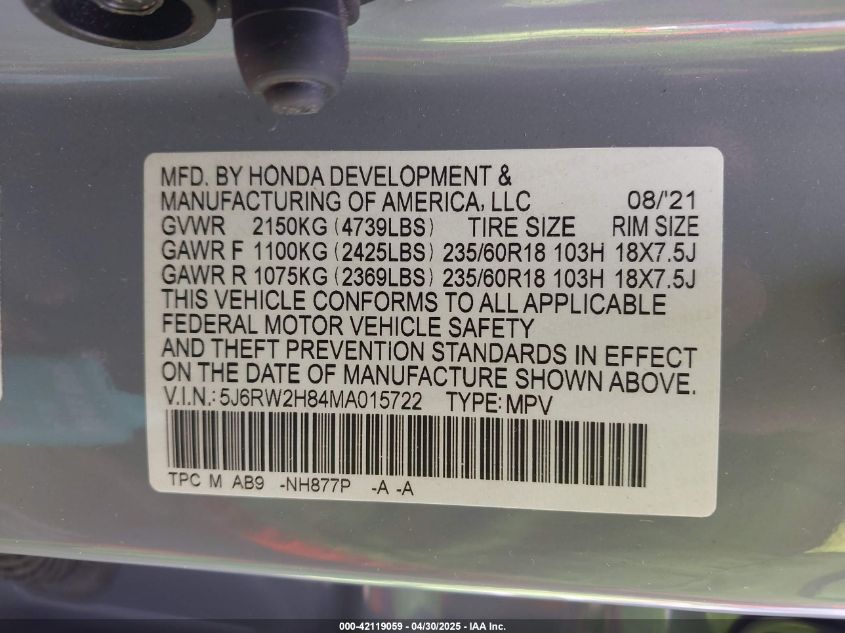 MFD. BY HONDA DEVELOPMENT &
MANUFACTURING OF AMERICA, LLC 08/'21
GVWR 2150KG (4739LBS) TIRE SIZE RIM SIZE
GAWR F 1100KG (2425LBS) 235/60R18 103H 18X7.5J
GAWR R 1075KG (2369LBS) 235/60R18 103H 18X7.5J
THIS VEHICLE CONFORMS TO ALL APPLICABLE
FEDERAL MOTOR VEHICLE SAFETY
AND THEFT PREVENTION STANDARDS IN EFFECT
ON THE DATE OF MANUFACTURE SHOWN ABOVE.
V.I.N.: 5J6RW2H84MA015722 TYPE: MPV
TPC M AB9 -NH877P -A -A
000-42119059 - 04/30/2025 - IAA Inc.